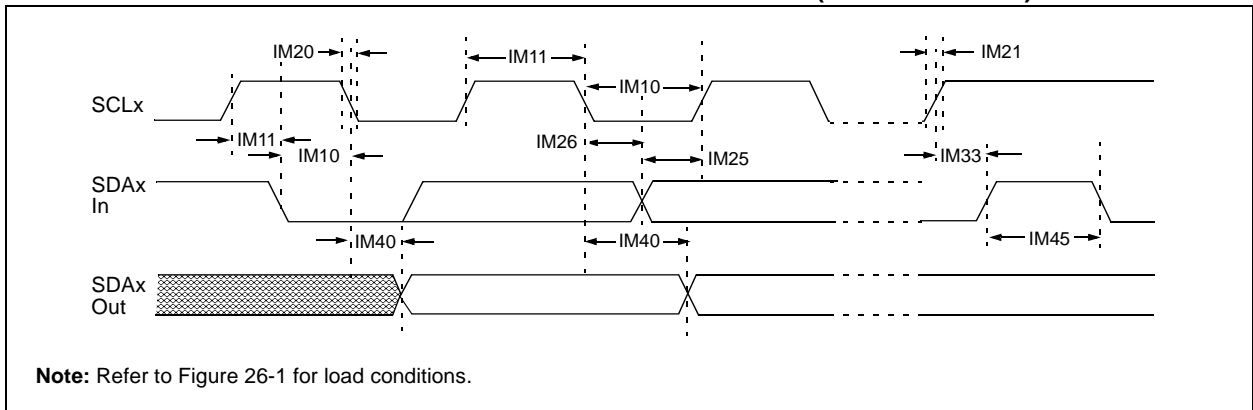 IM20
IM11
IM21
SCLx
IM10
IM11
IM10
IM26
IM25
IM33
SDAx
In
IM40
IM40
IM45
SDAx
Out
Note: Refer to Figure 26-1 for load conditions.